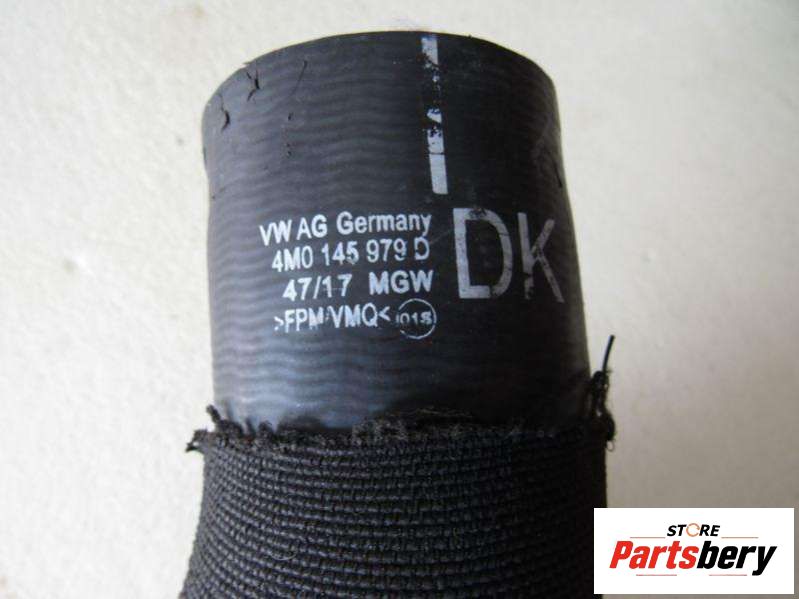 VW AG Germany
4M0 145 979 D
47/17 MGW
>FPM/VMQ<
DK
STORE
Partsbery